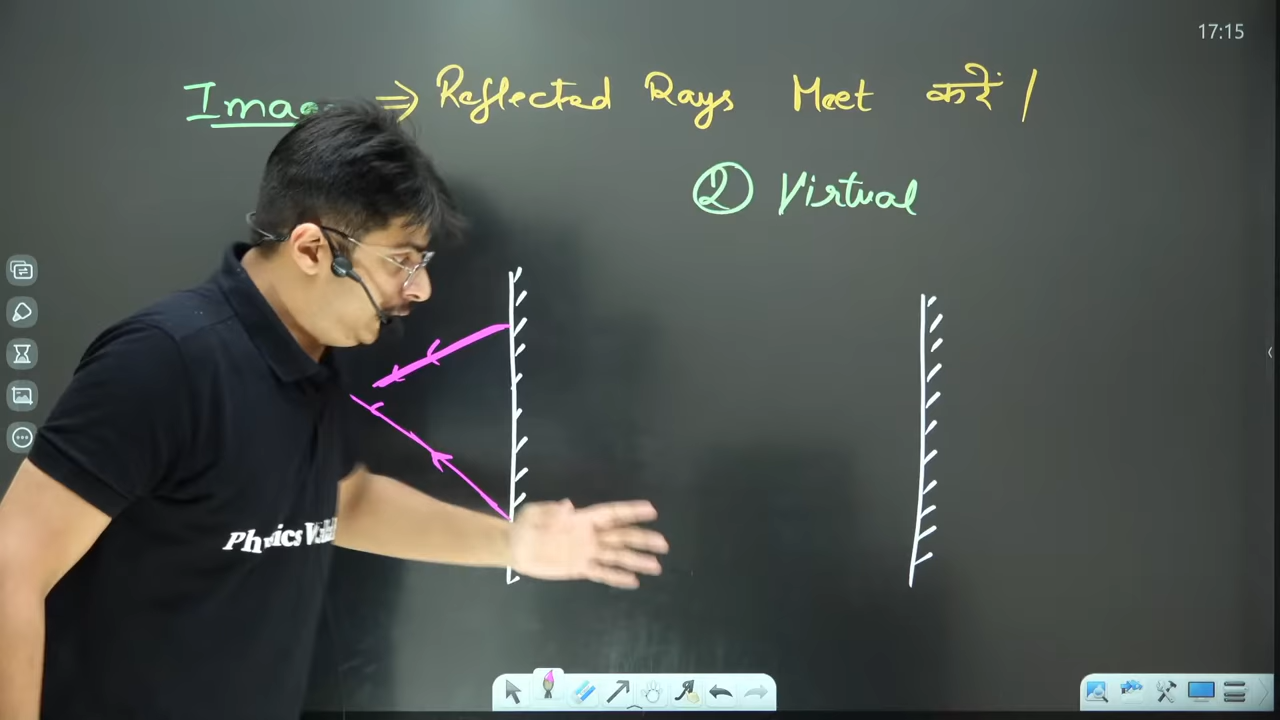 17:15
⇒ Reflected Rays Meet करें।
② Virtual